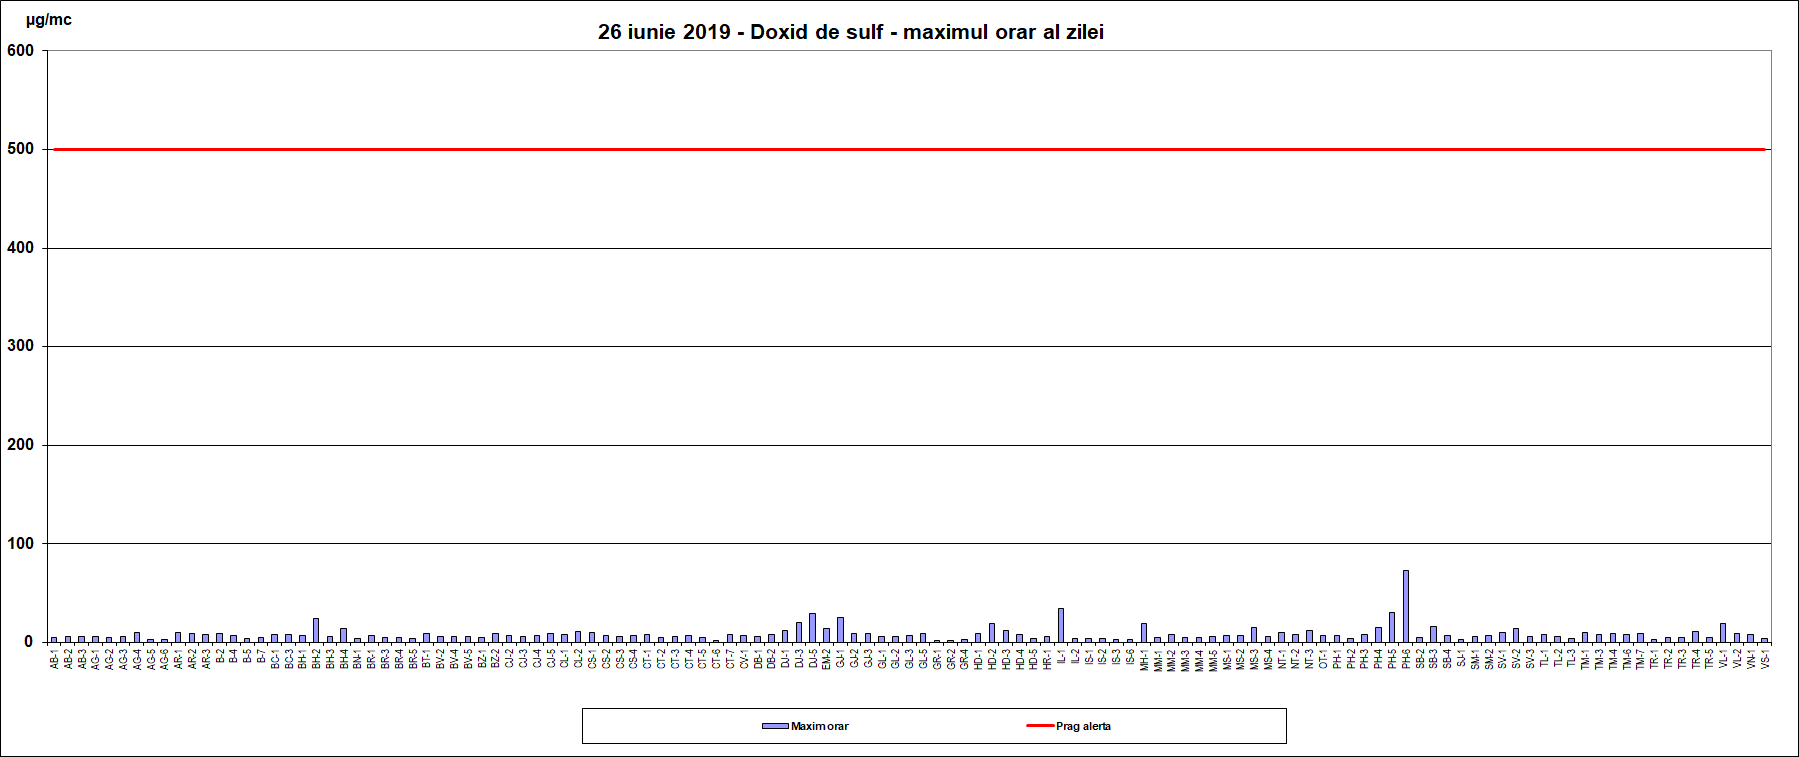 µg/mc
26 iunie 2019 - Doxid de sulf - maximul orar al zilei
600
500
400
300
200
100
0
AB-1 AB-2 AB-3 AG-1 AG-2 AG-3 AG-4 AG-5 AG-6 AR-1 AR-2 AR-3 B-2 B-4 B-5 B-7 BC-1 BC-3 BH-1 BH-2 BH-3 BH-4 BN-1 BR-1 BR-3 BR-4 BR-5 BT-1 BV-2 BV-4 BV-5 BZ-1 BZ-2 CJ-2 CJ-3 CJ-4 CJ-5 CL-1 CL-2 CS-1 CS-2 CS-3 CS-4 CT-1 CT-2 CT-3 CT-4 CT-5 CT-6 CT-7 CV-1 DB-1 DB-2 DJ-1 DJ-3 DJ-5 EM-2 GJ-1 GJ-2 GJ-3 GL-1 GL-2 GL-3 GL-5 GR-1 GR-2 GR-4 HD-1 HD-2 HD-3 HD-4 HD-5 HR-1 IL-1 IL-2 IS-1 IS-2 IS-3 IS-6 MH-1 MM-1 MM-2 MM-3 MM-4 MM-5 MS-1 MS-2 MS-3 MS-4 NT-1 NT-2 NT-3 OT-1 PH-1 PH-2 PH-3 PH-4 PH-5 PH-6 SB-2 SB-3 SB-4 SJ-1 SM-1 SM-2 SV-1 SV-2 SV-3 TL-1 TL-2 TL-3 TM-1 TM-3 TM-4 TM-6 TM-7 TR-1 TR-2 TR-3 TR-4 TR-5 VL-1 VL-2 VN-1 VS-1
Maxim orar Prag alerta